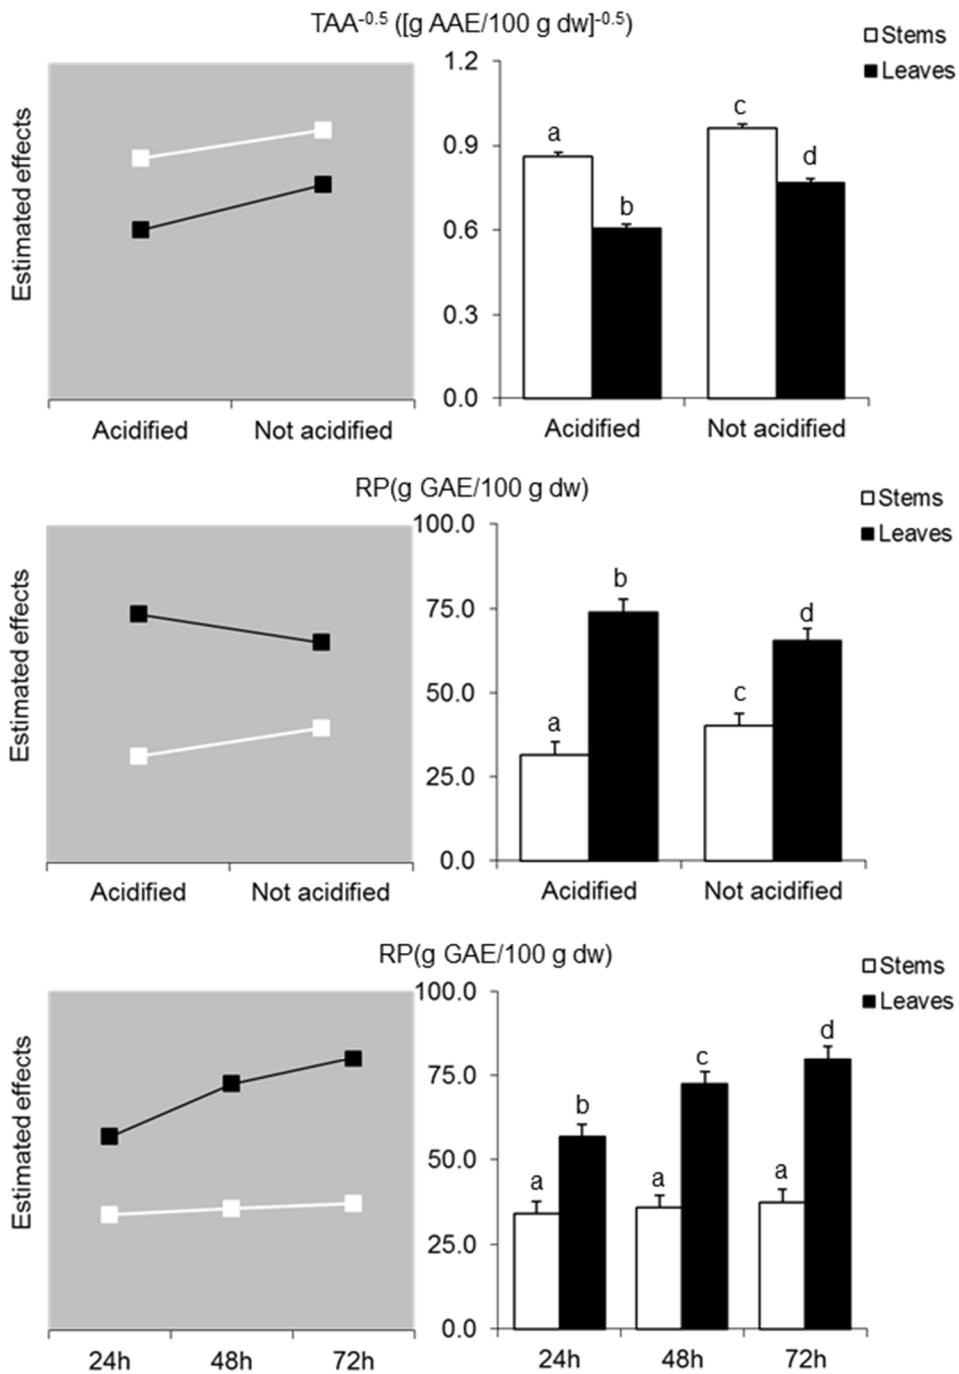 TAA-0.5 ([g AAE/100 g dw]-0.5)
Stems
Leaves
Estimated effects
Acidified
Not acidified
1.2
0.9
0.6
0.3
0.0
a
b
c
d
Acidified
Not acidified
RP(g GAE/100 g dw)
Stems
Leaves
Estimated effects
Acidified
Not acidified
100.0
75.0
50.0
25.0
0.0
a
b
c
d
Acidified
Not acidified
RP(g GAE/100 g dw)
Stems
Leaves
Estimated effects
24h
48h
72h
100.0
75.0
50.0
25.0
0.0
a
b
a
c
a
d
24h
48h
72h